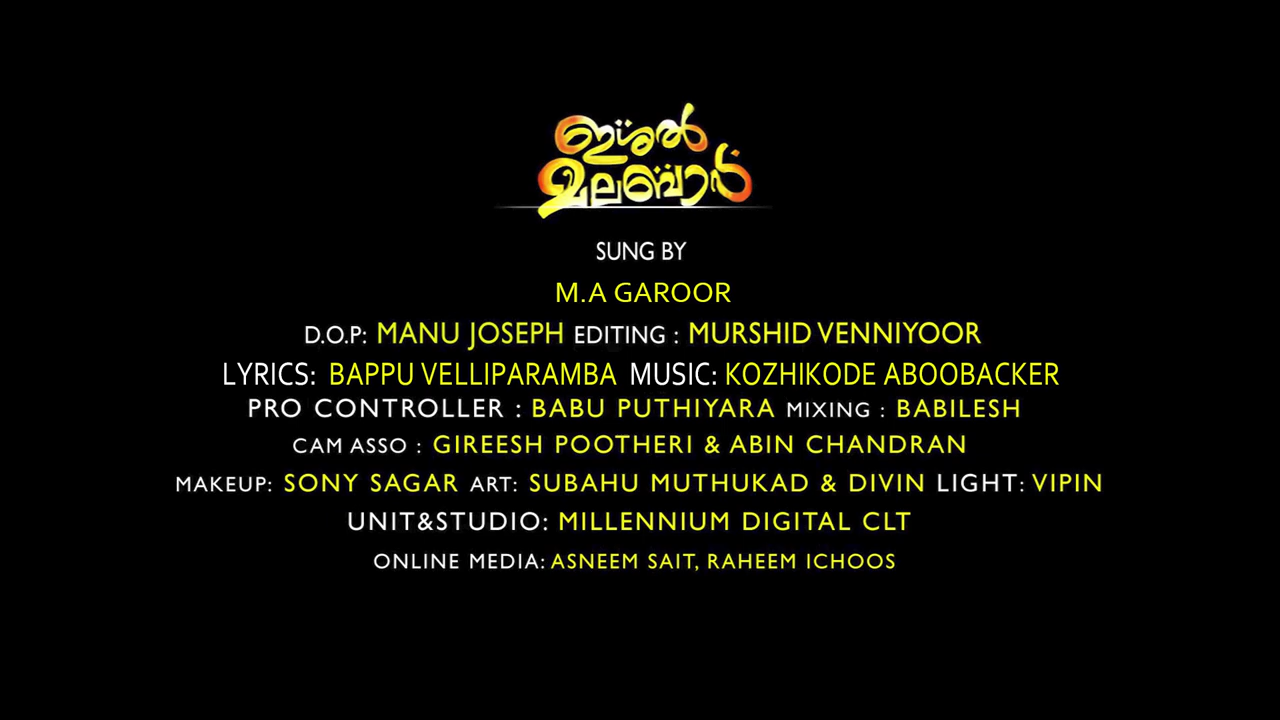 ഇശൽ
മലബാർ
SUNG BY
M.A GAROOR
D.O.P: MANU JOSEPH EDITING : MURSHID VENNIYOOR
LYRICS: BAPPU VELLIPARAMBA MUSIC: KOZHIKODE ABOOBACKER
PRO CONTROLLER : BABU PUTHIYARA MIXING : BABILESH
CAM ASSO : GIREESH POOTHERI & ABIN CHANDRAN
MAKEUP: SONY SAGAR ART: SUBAHU MUTHUKAD & DIVIN LIGHT: VIPIN
UNIT&STUDIO: MILLENNIUM DIGITAL CLT
ONLINE MEDIA: ASNEEM SAIT, RAHEEM ICHOOS